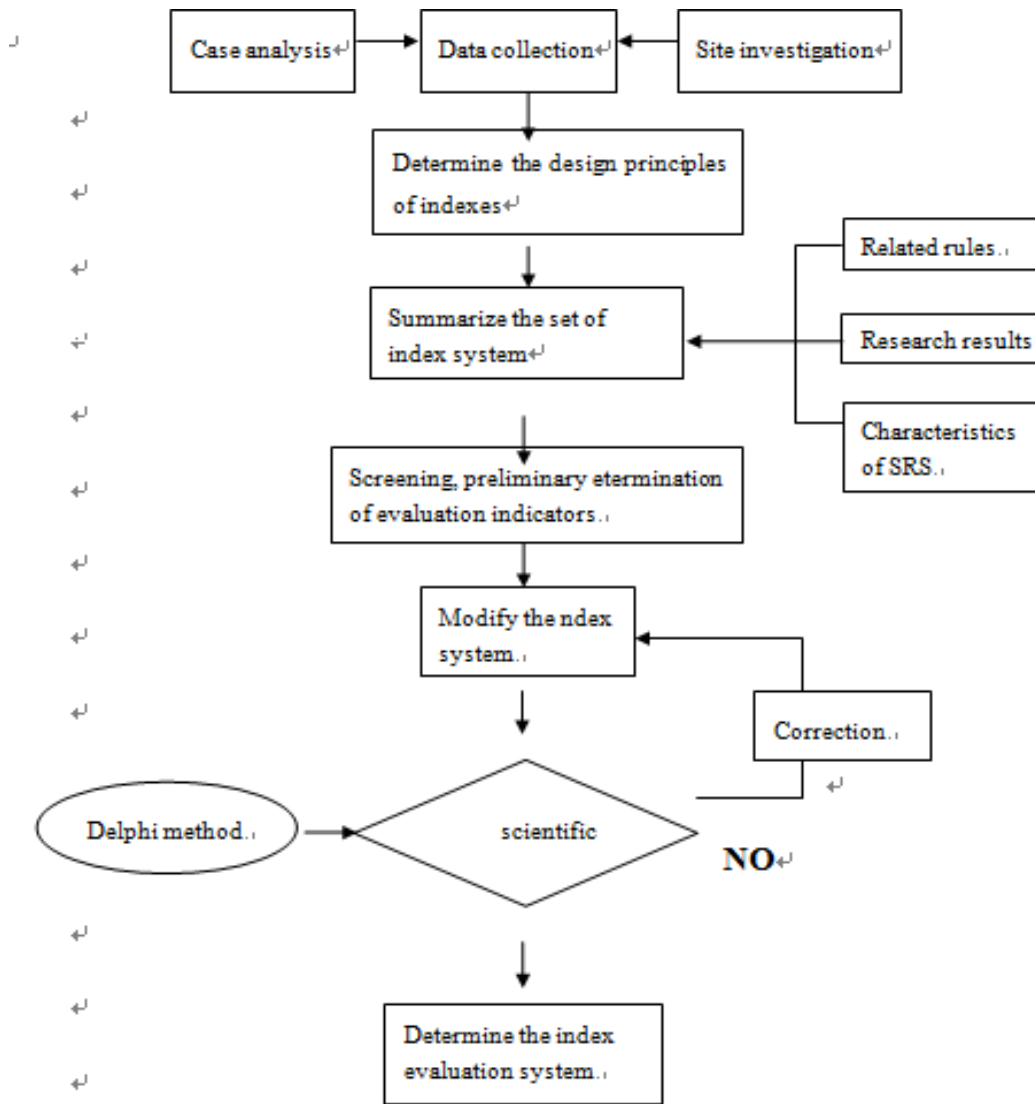 Case analysis
Data collection
Site investigation
Determine the design principles
of indexes
Related rules.
Summarize the set of
index system
Research results
Characteristics
of SRS.
Screening, preliminary etermination
of evaluation indicators.
Modify the ndex
system.
Correction.
Delphi method.
scientific
NO
Determine the index
evaluation system.